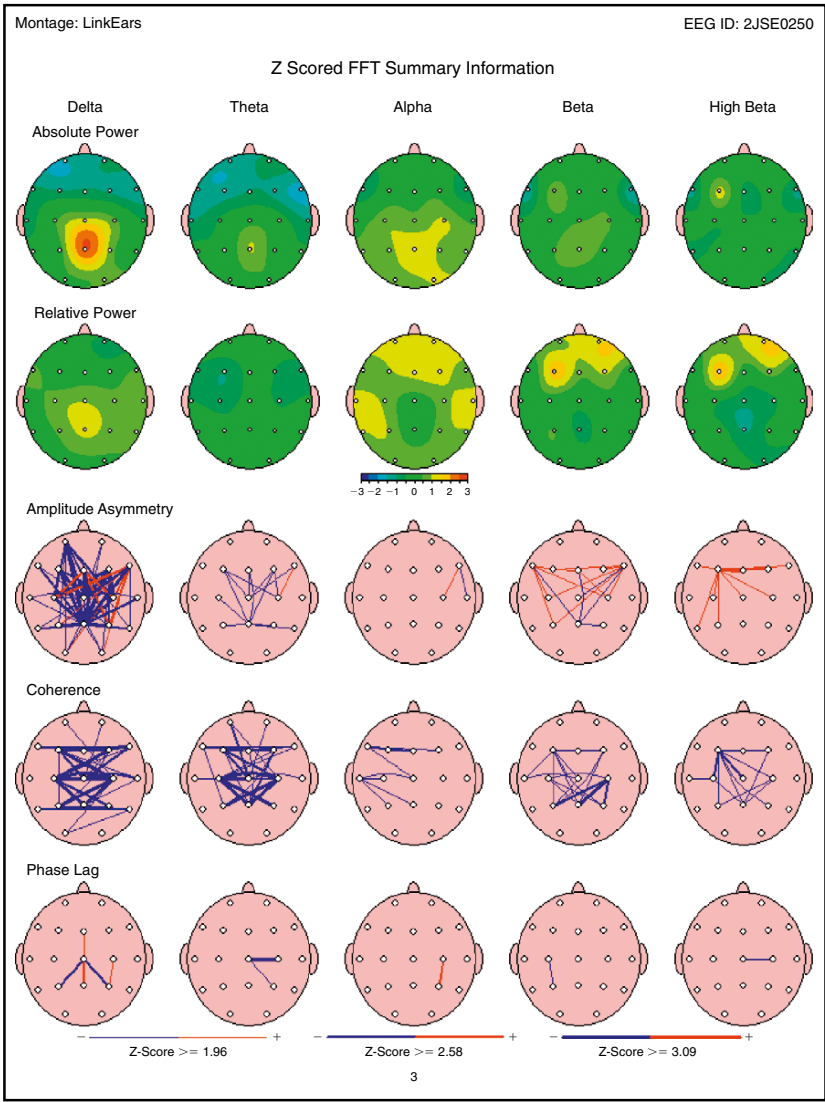 Montage: LinkEars EEG ID: 2JSE0250
Z Scored FFT Summary Information
Delta Theta Alpha Beta High Beta
Absolute Power
Relative Power
−3 −2 −1 0 1 2 3
Amplitude Asymmetry
Coherence
Phase Lag
− + − + − +
Z-Score >= 1.96 Z-Score >= 2.58 Z-Score >= 3.09
3